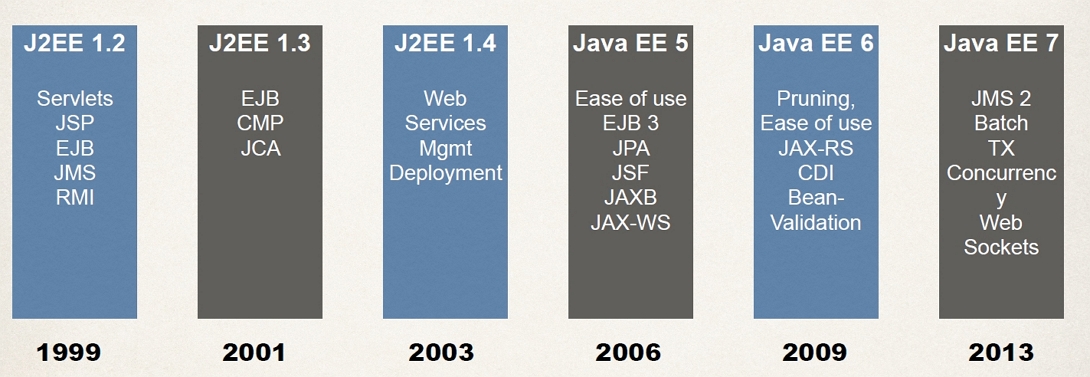 J2EE 1.2
Servlets
JSP
EJB
JMS
RMI
1999
J2EE 1.3
EJB
CMP
JCA
2001
J2EE 1.4
Web
Services
Mgmt
Deployment
2003
Java EE 5
Ease of use
EJB 3
JPA
JSF
JAXB
JAX-WS
2006
Java EE 6
Pruning,
Ease of use
JAX-RS
CDI
Bean-
Validation
2009
Java EE 7
JMS 2
Batch
TX
Concurrenc
y
Web
Sockets
2013